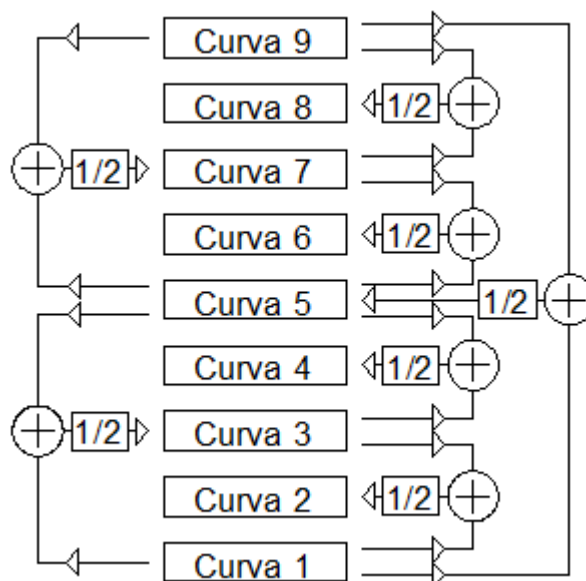 Curva 9
Curva 8 1/2
1/2 Curva 7
Curva 6 1/2
Curva 5 1/2
Curva 4 1/2
1/2 Curva 3
Curva 2 1/2
Curva 1